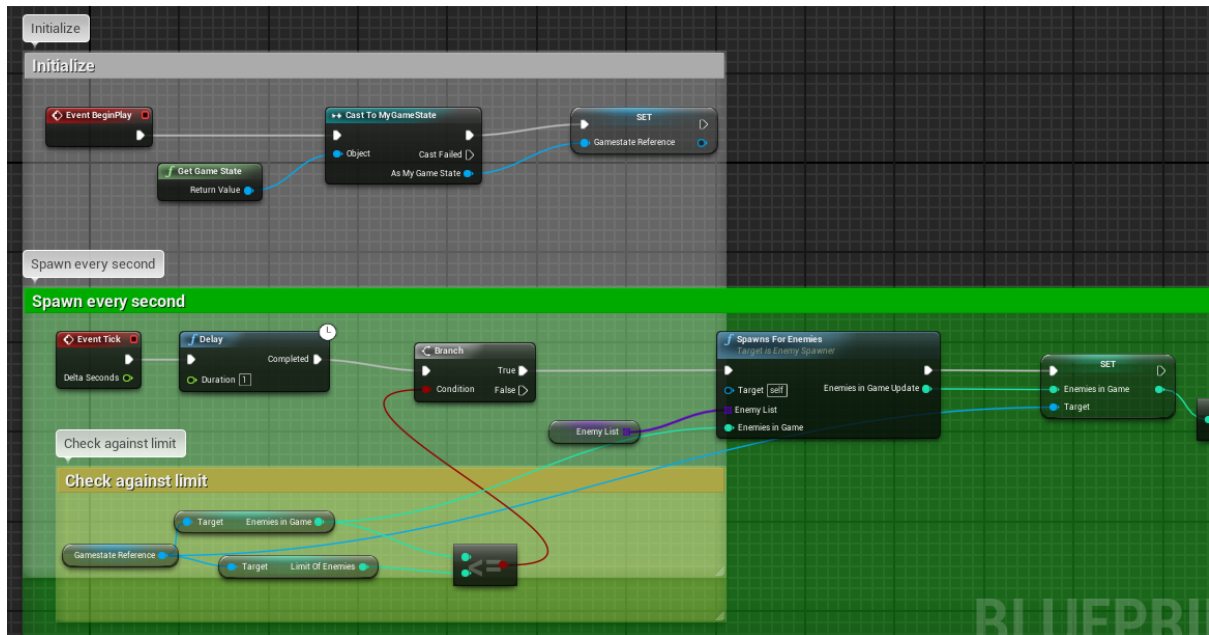 Initialize
Initialize
Event BeginPlay
Cast To MyGameState
SET
Object
Cast Failed
Gamestate Reference
As My Game State
Get Game State
Return Value
Spawn every second
Spawn every second
Event Tick
Delta Seconds
Delay
Completed
Duration 1
Branch
True
Condition
False
Spawns For Enemies
Target is Enemy Spawner
Target self
Enemies in Game Update
Enemy List
Enemies in Game
SET
Enemies in Game
Target
Enemy List
Check against limit
Check against limit
Target
Enemies in Game
Gamestate Reference
Target
Limit Of Enemies
<=